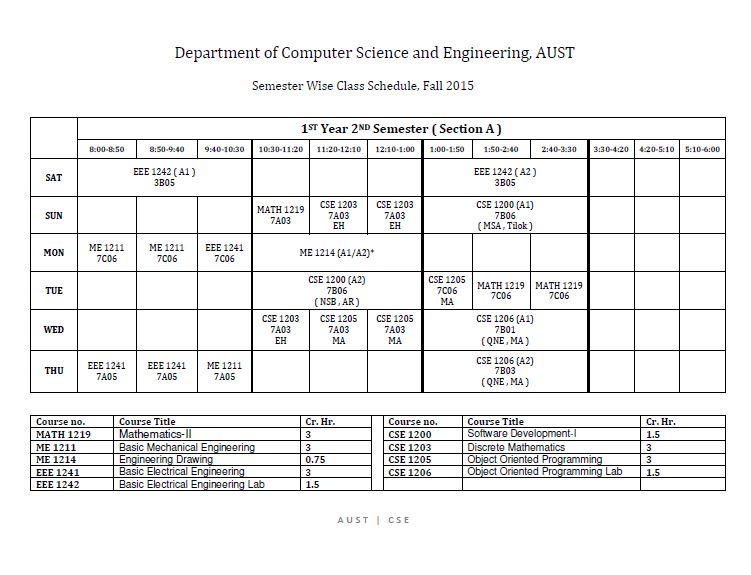 Department of Computer Science and Engineering, AUST
Semester Wise Class Schedule, Fall 2015
1ST Year 2ND Semester ( Section A )
8:00-8:50 8:50-9:40 9:40-10:30 10:30-11:20 11:20-12:10 12:10-1:00 1:00-1:50 1:50-2:40 2:40-3:30 3:30-4:20 4:20-5:10 5:10-6:00
SAT EEE 1242 ( A1 ) EEE 1242 ( A2 )
3B05 3B05
SUN MATH 1219 CSE 1203 CSE 1203 CSE 1200 (A1)
7A03 7A03 7A03 7B06
EH EH ( MSA , Tilok )
MON ME 1211 ME 1211 EEE 1241 ME 1214 (A1/A2)*
7C06 7C06 7C06
TUE CSE 1200 (A2) CSE 1205 MATH 1219 MATH 1219
7B06 7C06 7C06 7C06
( NSB , AR ) MA
WED CSE 1203 CSE 1205 CSE 1205 CSE 1206 (A1)
7A03 7A03 7A03 7B01
EH MA MA ( QNE , MA )
THU EEE 1241 EEE 1241 ME 1211 CSE 1206 (A2)
7A05 7A05 7A05 7B03
( QNE , MA )
Course no. Course Title Cr. Hr. Course no. Course Title Cr. Hr.
MATH 1219 Mathematics-II 3 CSE 1200 Software Development-I 1.5
ME 1211 Basic Mechanical Engineering 3 CSE 1203 Discrete Mathematics 3
ME 1214 Engineering Drawing 0.75 CSE 1205 Object Oriented Programming 3
EEE 1241 Basic Electrical Engineering 3 CSE 1206 Object Oriented Programming Lab 1.5
EEE 1242 Basic Electrical Engineering Lab 1.5
AUST | CSE